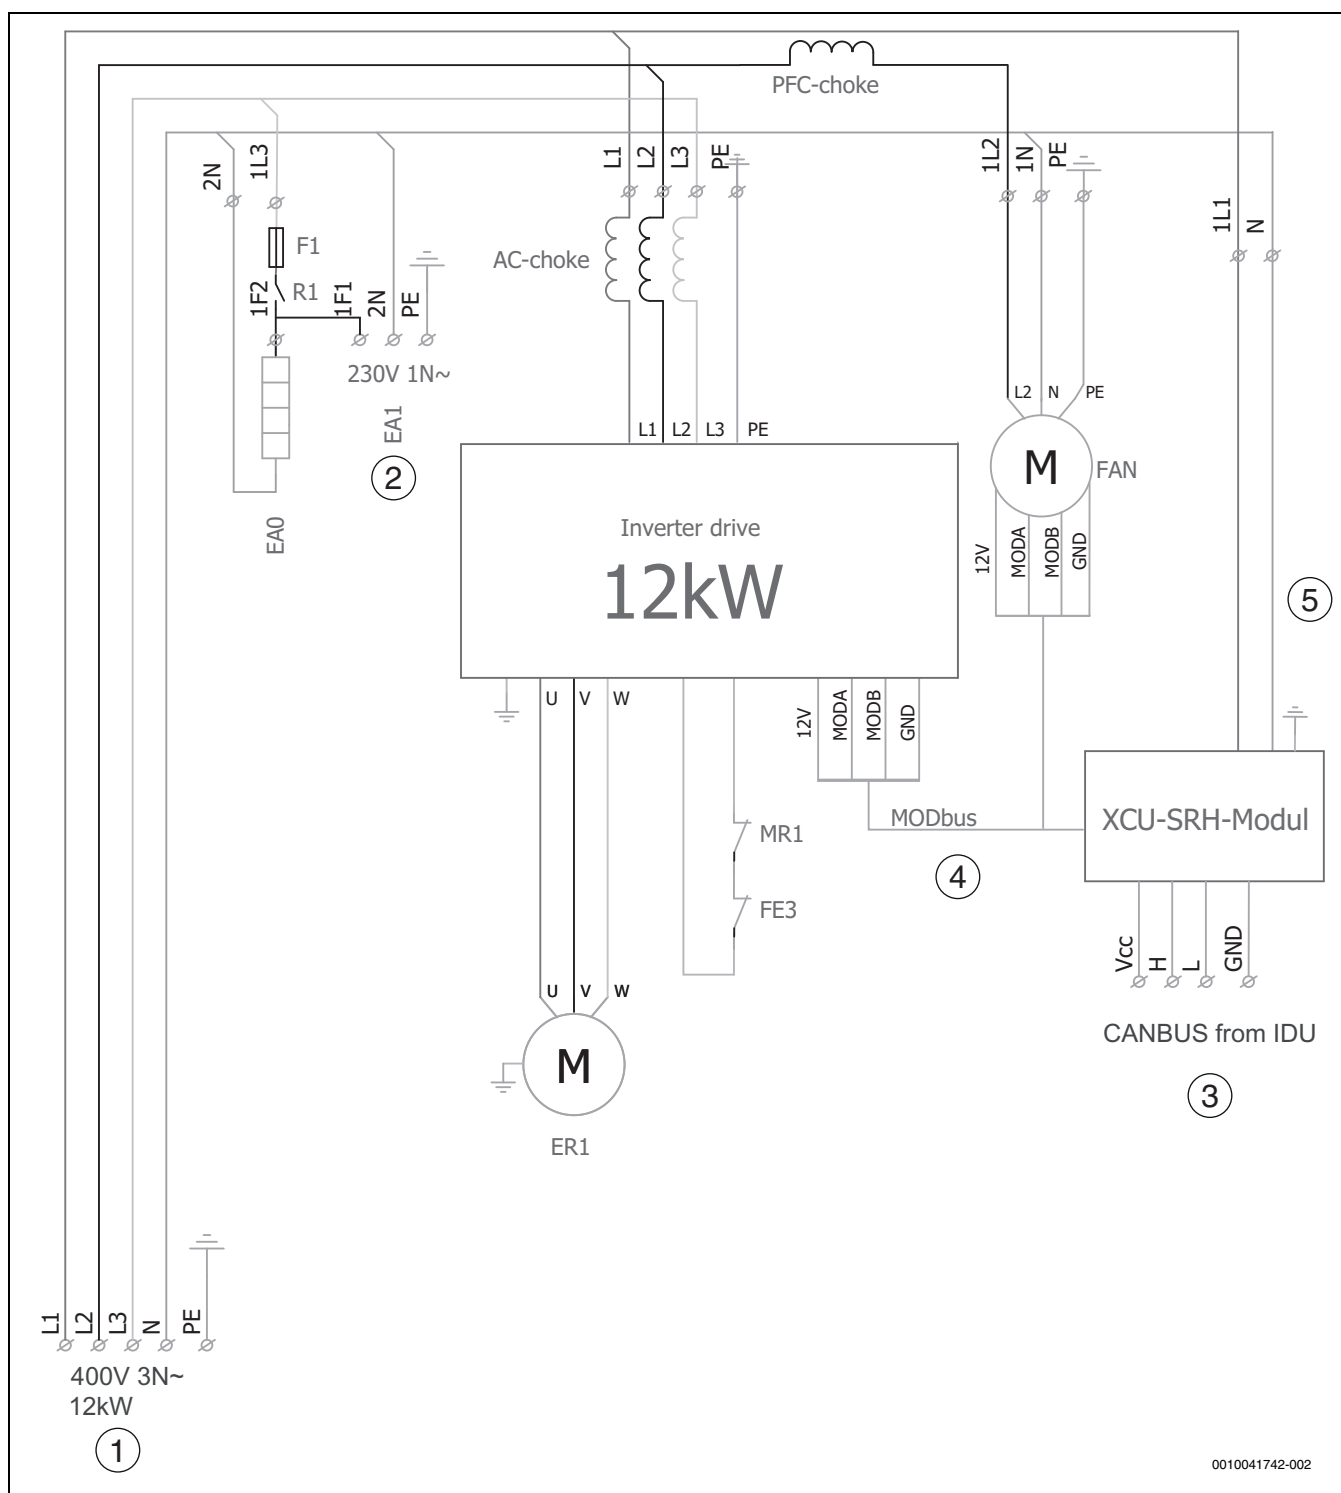 PFC-choke
2N
1L3
L1
L2
L3
PE
1L2
1N
PE
1L1
N
F1
R1
1F2
1F1
2N
PE
AC-choke
230V 1N~
EA1
2
EA0
L1
L2
L3
PE
L2
N
PE
M
FAN
Inverter drive
12kW
12V
MODA
MODB
GND
5
U
V
W
12V
MODA
MODB
GND
MODbus
4
XCU-SRH-Modul
MR1
FE3
Vcc
H
L
GND
CANBUS from IDU
3
U
V
W
M
ER1
L1
L2
L3
N
PE
400V 3N~
12kW
1
0010041742-002